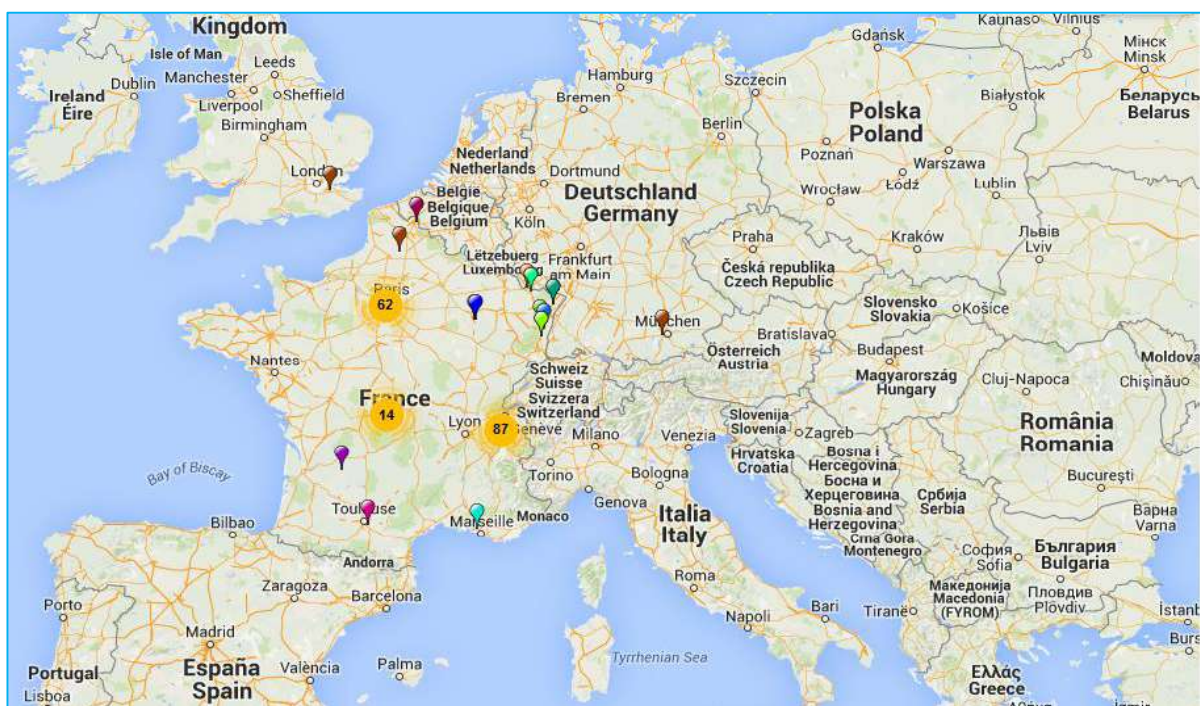 Kingdom
Isle of Man
Leeds
Dublin
Manchester
Sheffield
Ireland
Éire
Liverpool
Birmingham
London
Kaunas
Vilnius
Gdańsk
Мінск
Minsk
Hamburg
Szczecin
Bremen
Białystok
Беларусь
Belarus
Polska
Poland
Berlin
Nederland
Netherlands
Poznań
Warszawa
Dortmund
België
Belgique
Belgium
Deutschland
Germany
Wrocław
Łódź
Lublin
Köln
Praha
Kraków
Львів
Lviv
Lëtzebuerg
Luxembourg
Frankfurt
am Main
Česká republika
Czech Republic
Paris
62
Slovensko
Slovakia
Košice
München
Bratislava
Österreich
Austria
Budapest
Magyarország
Hungary
Moldova
Chişinău
Cluj-Napoca
Nantes
Schweiz
Suisse
Svizzera
Switzerland
France
14
Lyon
87
Genève
Milano
Venezia
Slovenija
Slovenia
Zagreb
Hrvatska
Croatia
România
Romania
Torino
Bologna
Bosna i
Hercegovina
Босна и
Херцеговина
Bosnia and
Herzegovina
Србија
Serbia
Bucureşti
Bay of Biscay
Genova
Toulouse
Marseille
Monaco
Italia
Italy
Crna Gora
Montenegro
Варна
Varna
София
Sofia
България
Bulgaria
Bilbao
Andorra
Zaragoza
Barcelona
Roma
Македонија
Macedonia
(FYROM)
Пловдив
Plovdiv
Porto
Napoli
Bari
Tiranë
Madrid
Portugal
España
Spain
València
Palma
Tyrrhenian Sea
Ελλάς
Greece
Lisboa